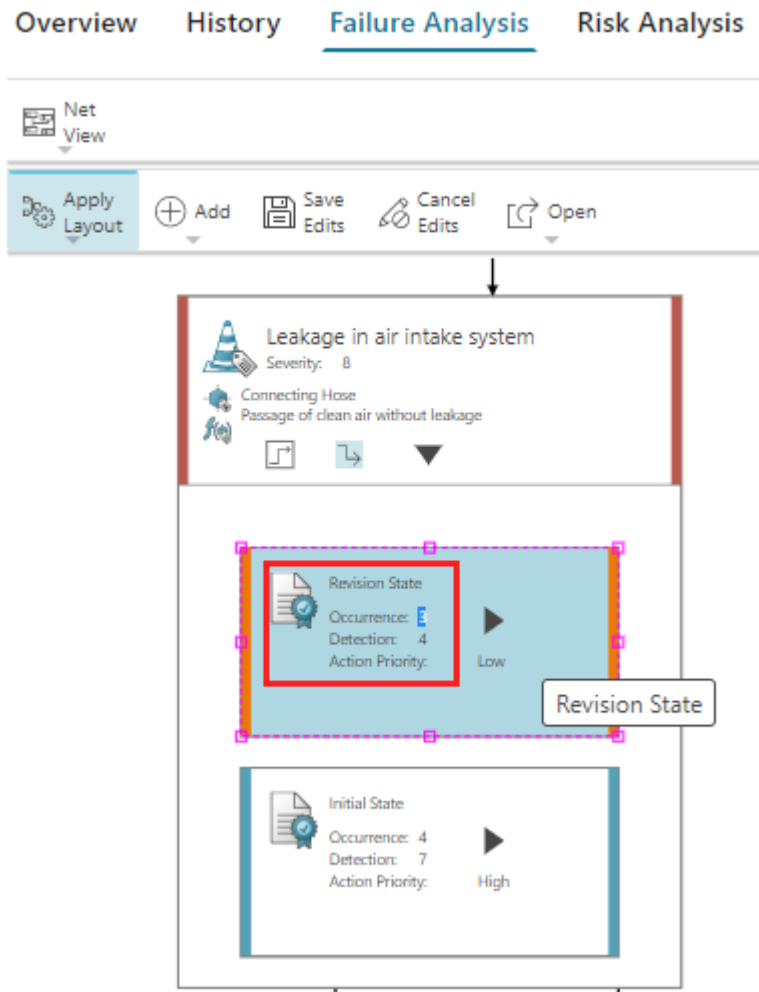 Overview History Failure Analysis Risk Analysis
Net
View
Apply
Layout
Add
Save
Edits
Cancel
Edits
Open
Leakage in air intake system
Severity: 8
Connecting Hose
Passage of clean air without leakage
f(x)
Revision State
Occurrence: 3
Detection: 4
Action Priority: Low
Revision State
Initial State
Occurrence: 4
Detection: 7
Action Priority: High